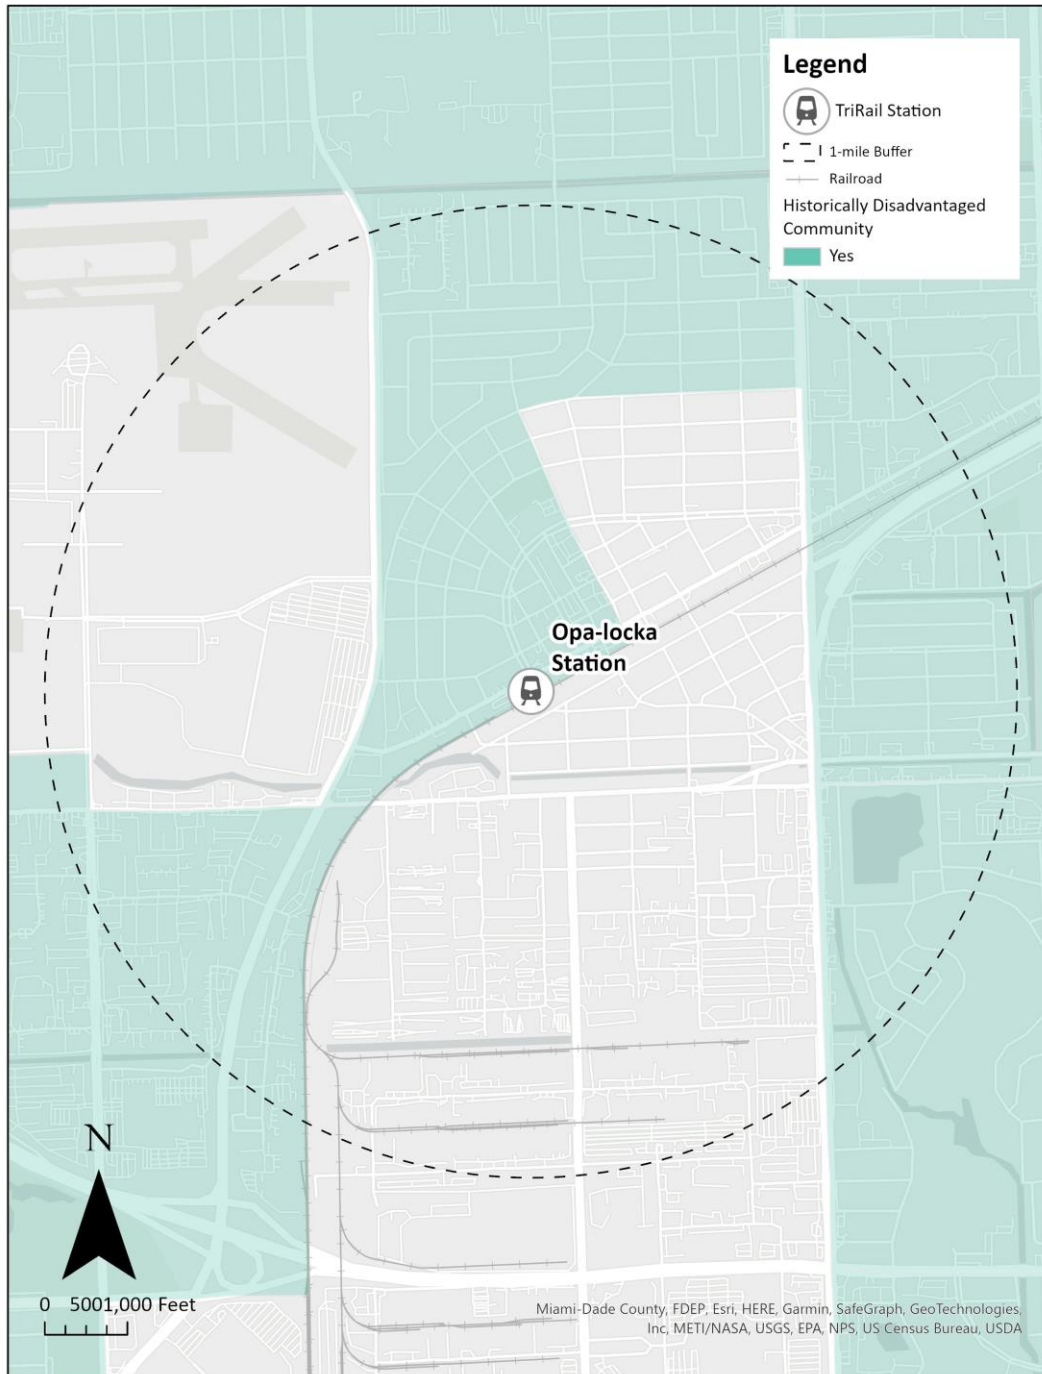 Legend
TriRail Station
1-mile Buffer
Railroad
Historically Disadvantaged
Community
Yes
Opa-locka
Station
N
0 5001,000 Feet
Miami-Dade County, FDEP, Esri, HERE, Garmin, SafeGraph, GeoTechnologies,
Inc, METI/NASA, USGS, EPA, NPS, US Census Bureau, USDA